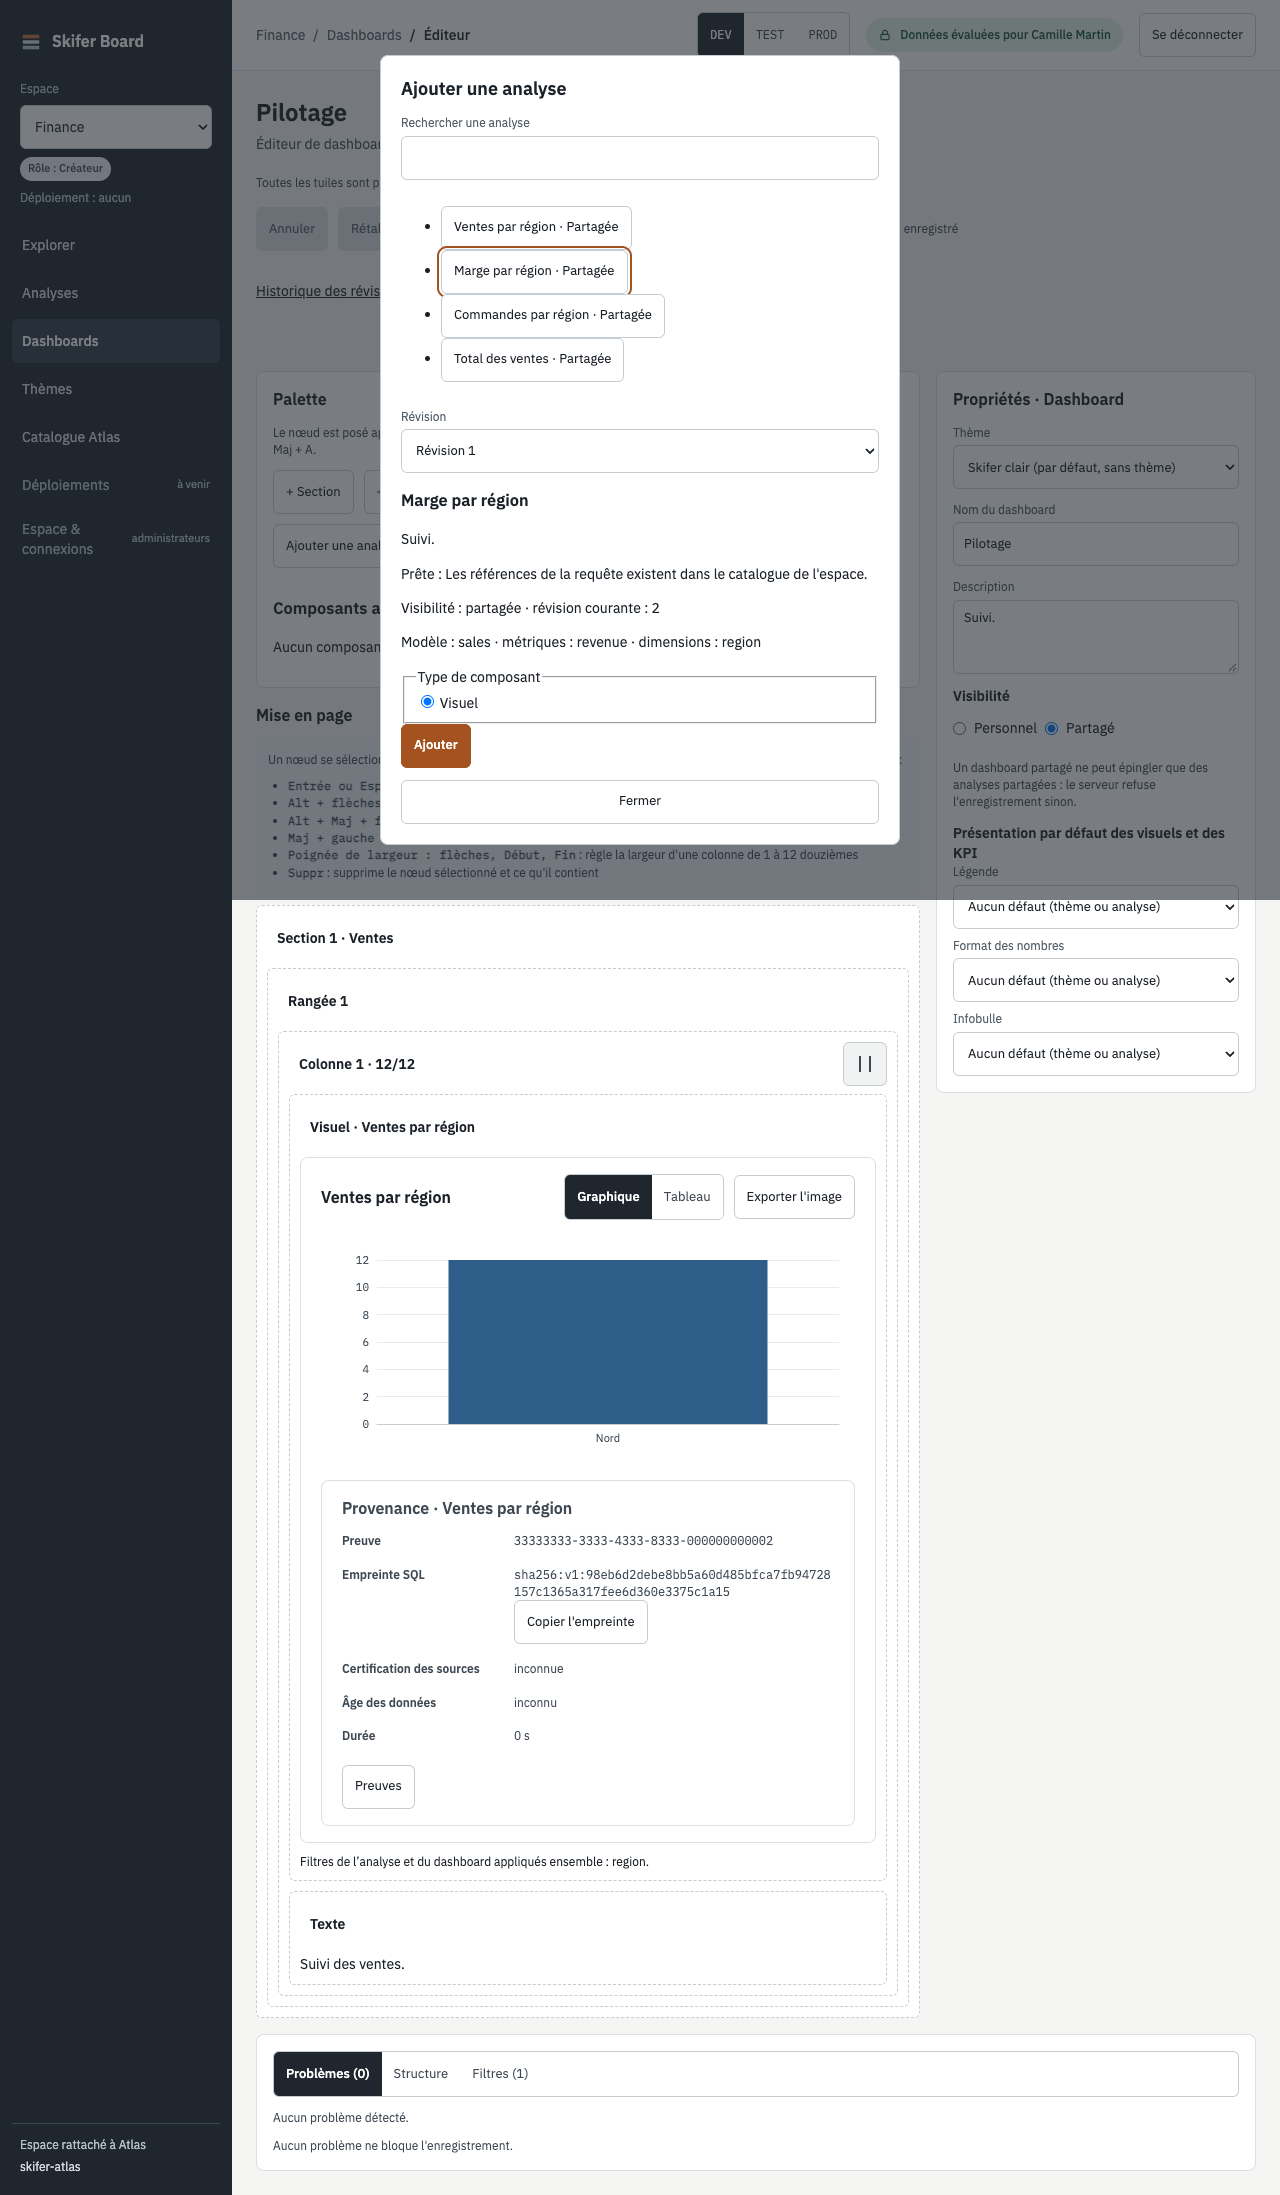 Skifer Board
Espace
Finance
Rôle : Créateur
Déploiement : aucun
Explorer
Analyses
Dashboards
Thèmes
Catalogue Atlas
Déploiements
à venir
Espace & connexions
administrateurs
Espace rattaché à Atlas
skifer-atlas
Finance / Dashboards / Éditeur
DEV
TEST
PROD
Données évaluées pour Camille Martin
Se déconnecter
Pilotage
Éditeur de
Toutes les tuiles sont
Annuler
enregistré
Historique des
Palette
Le nœud est posé
Maj + A.
+ Section
Ajouter une
Composants
Aucun
Mise en page
Un nœud se
Entrée ou
Alt + flèches
Alt + Maj +
Maj + gauche
Poignée de largeur : flèches, Début, Fin : règle la largeur d'une colonne de 1 à 12 douzièmes
Suppr : supprime le nœud sélectionné et ce qu'il contient
Ajouter une analyse
Rechercher une analyse
Ventes par région · Partagée
Marge par région · Partagée
Commandes par région · Partagée
Total des ventes · Partagée
Révision
Révision 1
Marge par région
Suivi.
Prête : Les références de la requête existent dans le catalogue de l'espace.
Visibilité : partagée · révision courante : 2
Modèle : sales · métriques : revenue · dimensions : region
Type de composant
Visuel
Ajouter
Fermer
Propriétés · Dashboard
Thème
Skifer clair (par défaut, sans thème)
Nom du dashboard
Pilotage
Description
Suivi.
Visibilité
Personnel
Partagé
Un dashboard partagé ne peut épingler que des
analyses partagées : le serveur refuse
l'enregistrement sinon.
Présentation par défaut des visuels et des
KPI
Légende
Aucun défaut (thème ou analyse)
Format des nombres
Aucun défaut (thème ou analyse)
Infobulle
Aucun défaut (thème ou analyse)
Section 1 · Ventes
Rangée 1
Colonne 1 · 12/12
Visuel · Ventes par région
Ventes par région
Graphique
Tableau
Exporter l'image
12
10
8
6
4
2
0
Nord
Provenance · Ventes par région
Preuve
33333333-3333-4333-8333-000000000002
Empreinte SQL
sha256:v1:98eb6d2debe8bb5a60d485bfca7fb94728
157c1365a317fee6d360e3375c1a15
Copier l'empreinte
Certification des sources
inconnue
Âge des données
inconnu
Durée
0 s
Preuves
Filtres de l'analyse et du dashboard appliqués ensemble : region.
Texte
Suivi des ventes.
Problèmes (0)
Structure
Filtres (1)
Aucun problème détecté.
Aucun problème ne bloque l'enregistrement.